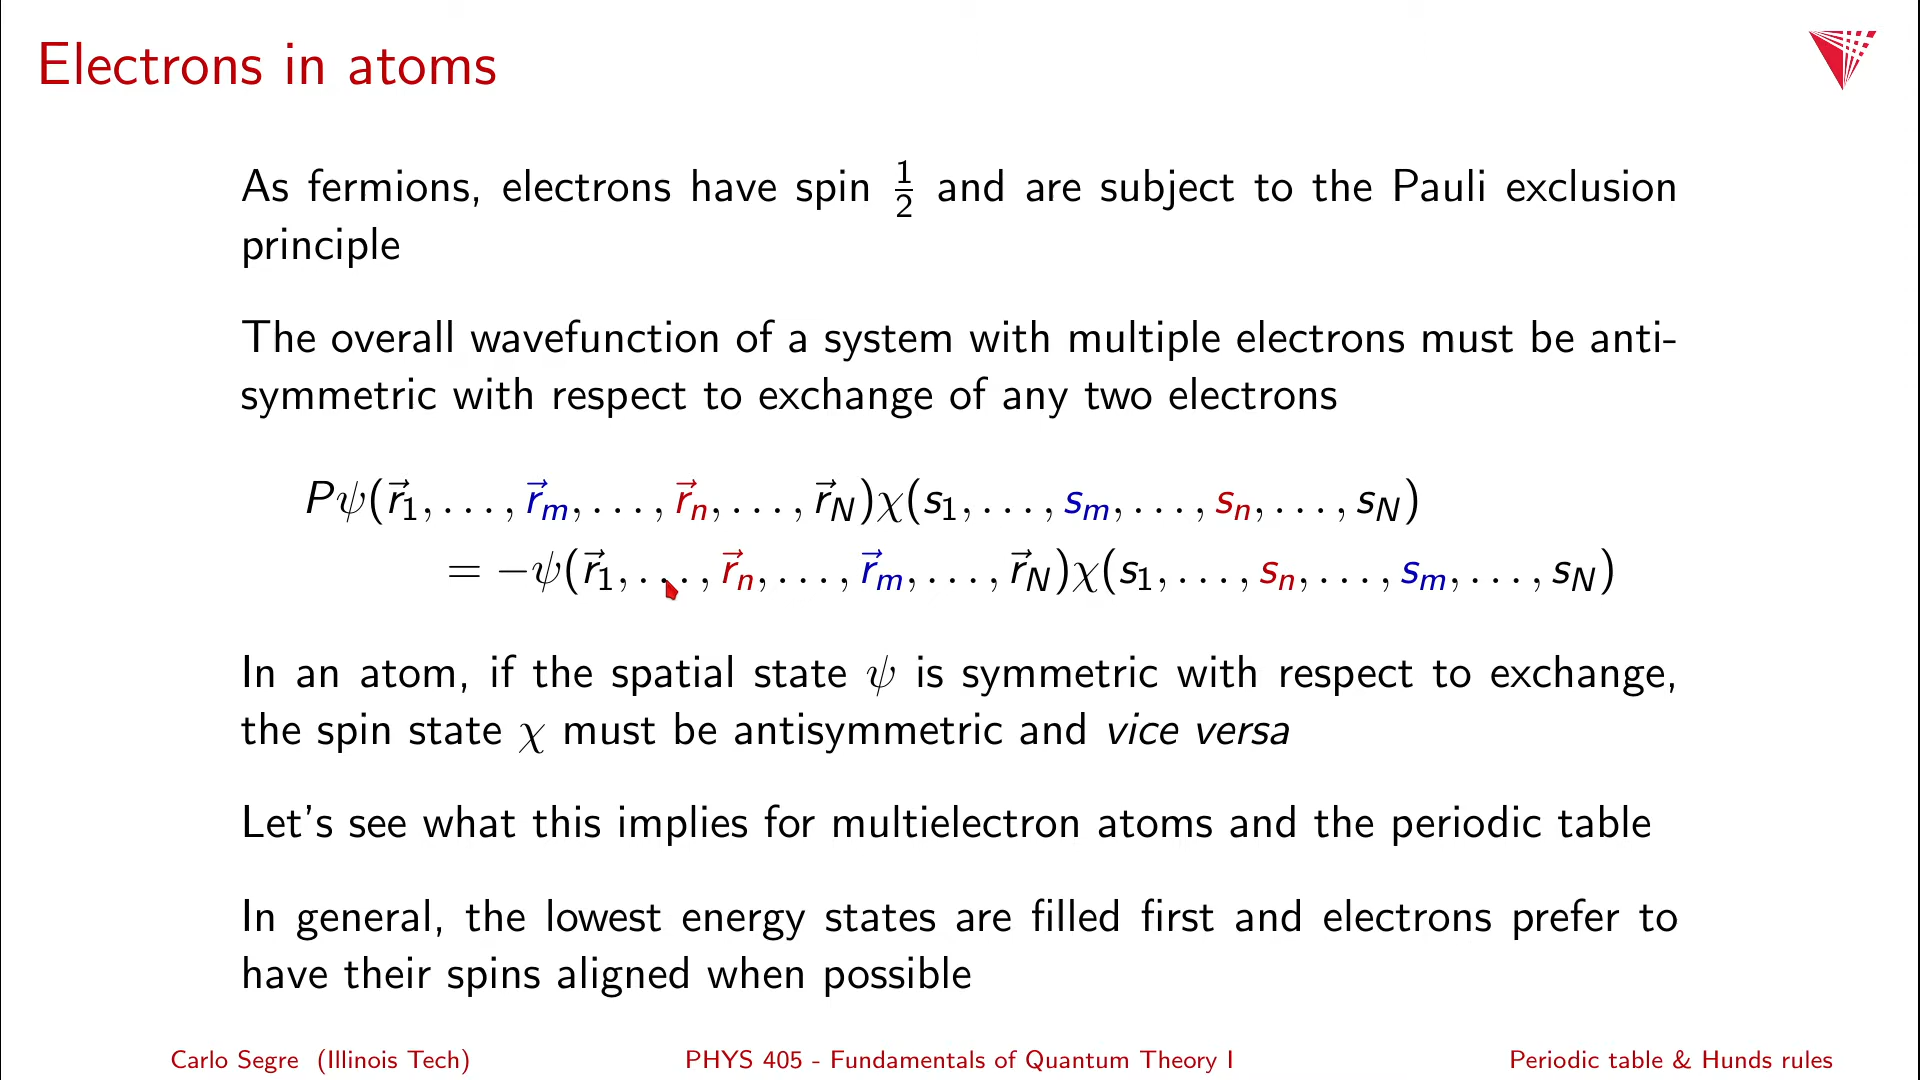 Electrons in atoms
As fermions, electrons have spin 1/2 and are subject to the Pauli exclusion
principle
The overall wavefunction of a system with multiple electrons must be anti-
symmetric with respect to exchange of any two electrons
Pψ(r⃗₁, . . . , r⃗ₘ, . . . , r⃗ₙ, . . . , r⃗_N)χ(s₁, . . . , sₘ, . . . , sₙ, . . . , s_N)
= −ψ(r⃗₁, . . . , r⃗ₙ, . . . , r⃗ₘ, . . . , r⃗_N)χ(s₁, . . . , sₙ, . . . , sₘ, . . . , s_N)
In an atom, if the spatial state ψ is symmetric with respect to exchange,
the spin state χ must be antisymmetric and vice versa
Let's see what this implies for multielectron atoms and the periodic table
In general, the lowest energy states are filled first and electrons prefer to
have their spins aligned when possible
Carlo Segre (Illinois Tech) PHYS 405 - Fundamentals of Quantum Theory I Periodic table & Hunds rules